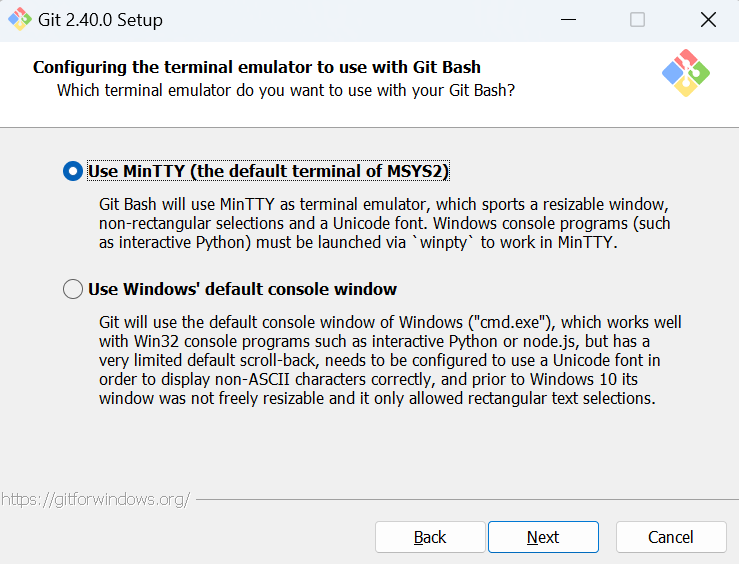 Git 2.40.0 Setup
Configuring the terminal emulator to use with Git Bash
Which terminal emulator do you want to use with your Git Bash?
Use MinTTY (the default terminal of MSYS2)
Git Bash will use MinTTY as terminal emulator, which sports a resizable window,
non-rectangular selections and a Unicode font. Windows console programs (such
as interactive Python) must be launched via `winpty` to work in MinTTY.
Use Windows' default console window
Git will use the default console window of Windows ("cmd.exe"), which works well
with Win32 console programs such as interactive Python or node.js, but has a
very limited default scroll-back, needs to be configured to use a Unicode font in
order to display non-ASCII characters correctly, and prior to Windows 10 its
window was not freely resizable and it only allowed rectangular text selections.
https://gitforwindows.org/
Back
Next
Cancel